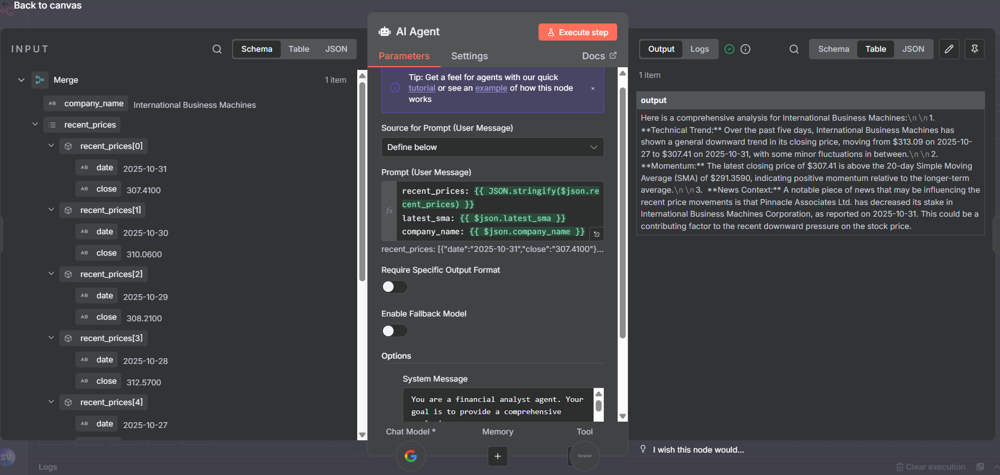 Back to canvas
INPUT
Schema
Table
JSON
Merge
1 item
AB company_name International Business Machines
recent_prices
recent_prices[0]
AB date 2025-10-31
AB close 307.4100
recent_prices[1]
AB date 2025-10-30
AB close 310.0600
recent_prices[2]
AB date 2025-10-29
AB close 308.2100
recent_prices[3]
AB date 2025-10-28
AB close 312.5700
recent_prices[4]
AB date 2025-10-27
AI Agent
Execute step
Parameters
Settings
Docs
Tip: Get a feel for agents with our quick
tutorial or see an example of how this node
works
×
Source for Prompt (User Message)
Define below
Prompt (User Message)
fx
recent_prices: {{ JSON.stringify($json.re
cent_prices) }}
latest_sma: {{ $json.latest_sma }}
company_name: {{ $json.company_name }}
recent_prices: [{"date":"2025-10-31","close":"307.4100"}...
Require Specific Output Format
Enable Fallback Model
Options
System Message
You are a financial analyst agent. Your
goal is to provide a comprehensive
Chat Model *
Memory
Tool
+
SerpApi
Output
Logs
Schema
Table
JSON
1 item
output
Here is a comprehensive analysis for International Business Machines:\n\n1.
**Technical Trend:** Over the past five days, International Business Machines has
shown a general downward trend in its closing price, moving from $313.09 on 2025-10-
27 to $307.41 on 2025-10-31, with some minor fluctuations in between.\n\n2.
**Momentum:** The latest closing price of $307.41 is above the 20-day Simple Moving
Average (SMA) of $291.3590, indicating positive momentum relative to the longer-term
average.\n\n3. **News Context:** A notable piece of news that may be influencing the
recent price movements is that Pinnacle Associates Ltd. has decreased its stake in
International Business Machines Corporation, as reported on 2025-10-31. This could be a
contributing factor to the recent downward pressure on the stock price.
I wish this node would...
SV
Logs
Clear execution